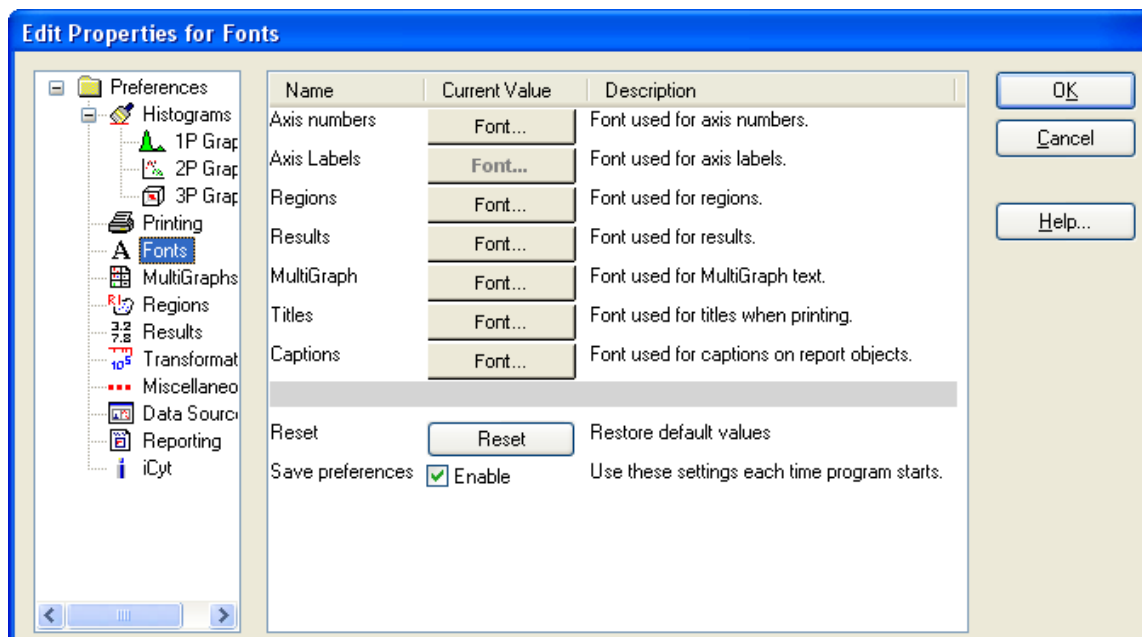 Edit Properties for Fonts
Preferences
Histograms
1P Grap
2P Grap
3P Grap
Printing
Fonts
MultiGraphs
Regions
Results
Transformat
Miscellaneo
Data Sourc
Reporting
iCyt
Name Current Value Description
Axis numbers Font... Font used for axis numbers.
Axis Labels Font... Font used for axis labels.
Regions Font... Font used for regions.
Results Font... Font used for results.
MultiGraph Font... Font used for MultiGraph text.
Titles Font... Font used for titles when printing.
Captions Font... Font used for captions on report objects.
Reset Reset Restore default values
Save preferences Enable Use these settings each time program starts.
OK
Cancel
Help...